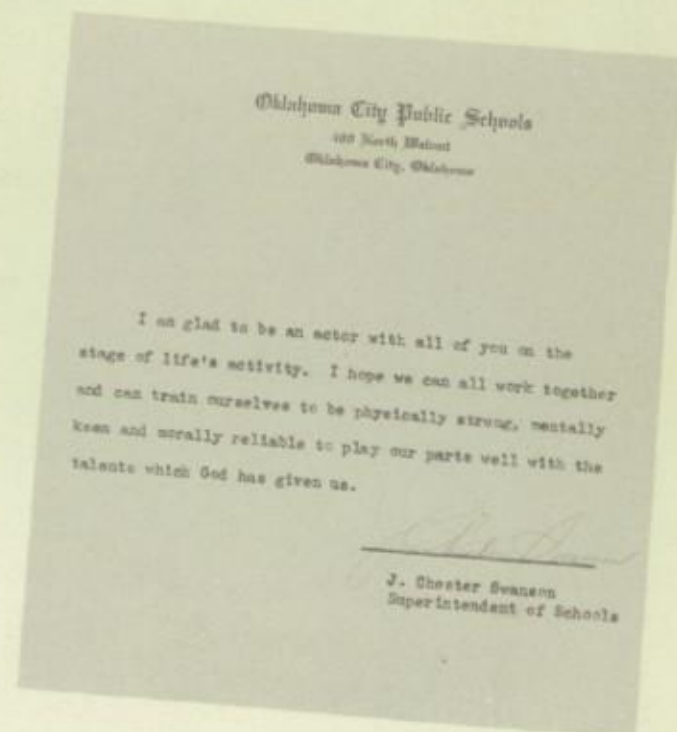 Oklahoma City Public Schools
400 North Walnut
Oklahoma City, Oklahoma
I am glad to be an actor with all of you on the
stage of life's activity. I hope we can all work together
and can train ourselves to be physically strong, mentally
keen and morally reliable to play our parts well with the
talents which God has given us.
J. Chester Swanson
Superintendent of Schools